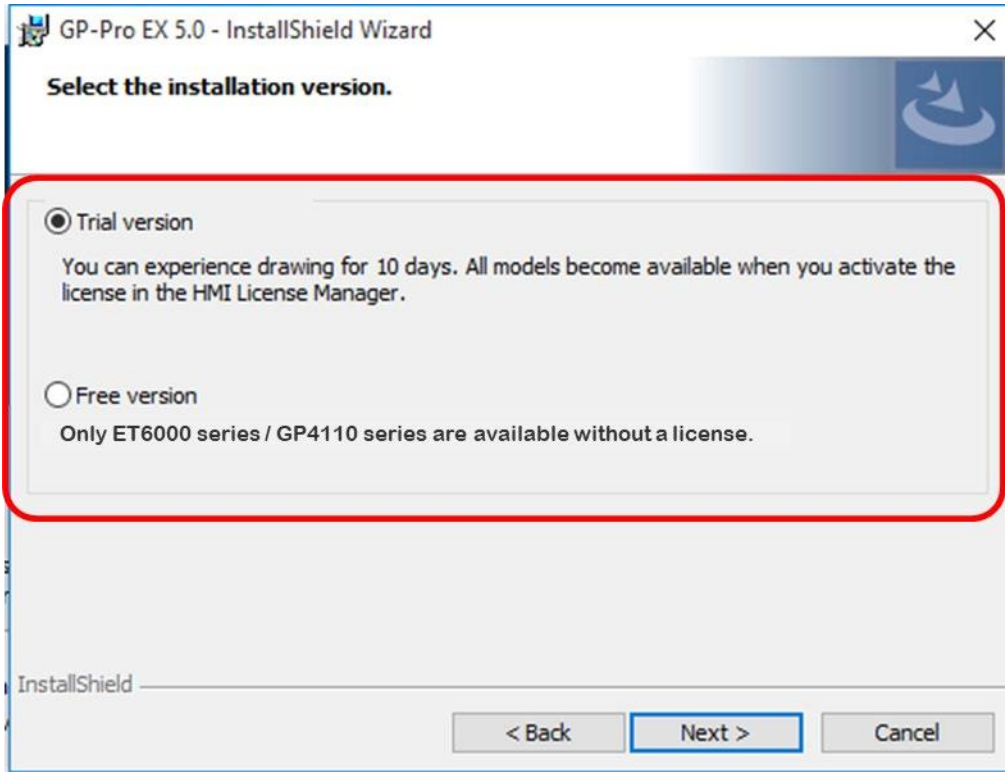 GP-Pro EX 5.0 - InstallShield Wizard
Select the installation version.
Trial version
You can experience drawing for 10 days. All models become available when you activate the
license in the HMI License Manager.
Free version
Only ET6000 series / GP4110 series are available without a license.
InstallShield
< Back
Next >
Cancel